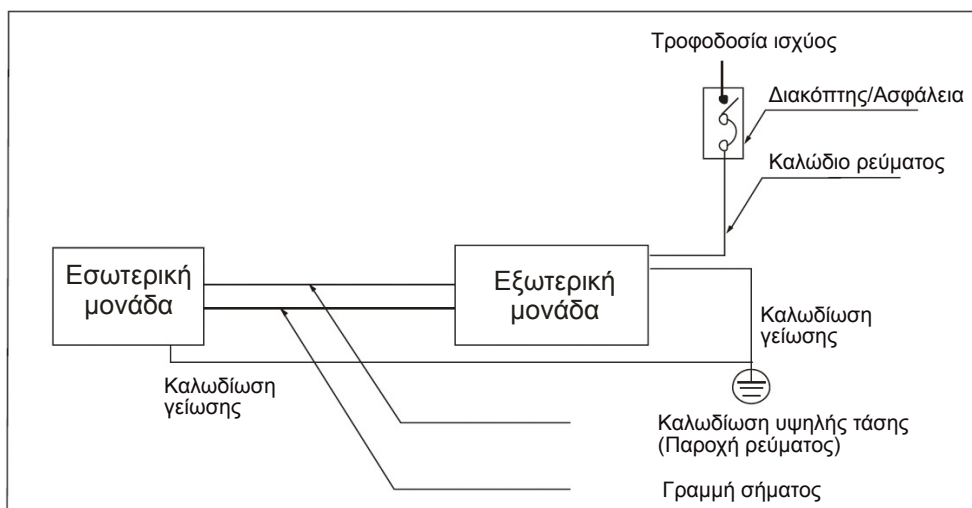 Τροφοδοσία ισχύος
Διακόπτης/Ασφάλεια
Καλώδιο ρεύματος
Εσωτερική
μονάδα
Εξωτερική
μονάδα
Καλωδίωση
γείωσης
Καλωδίωση
γείωσης
Καλωδίωση υψηλής τάσης
(Παροχή ρεύματος)
Γραμμή σήματος